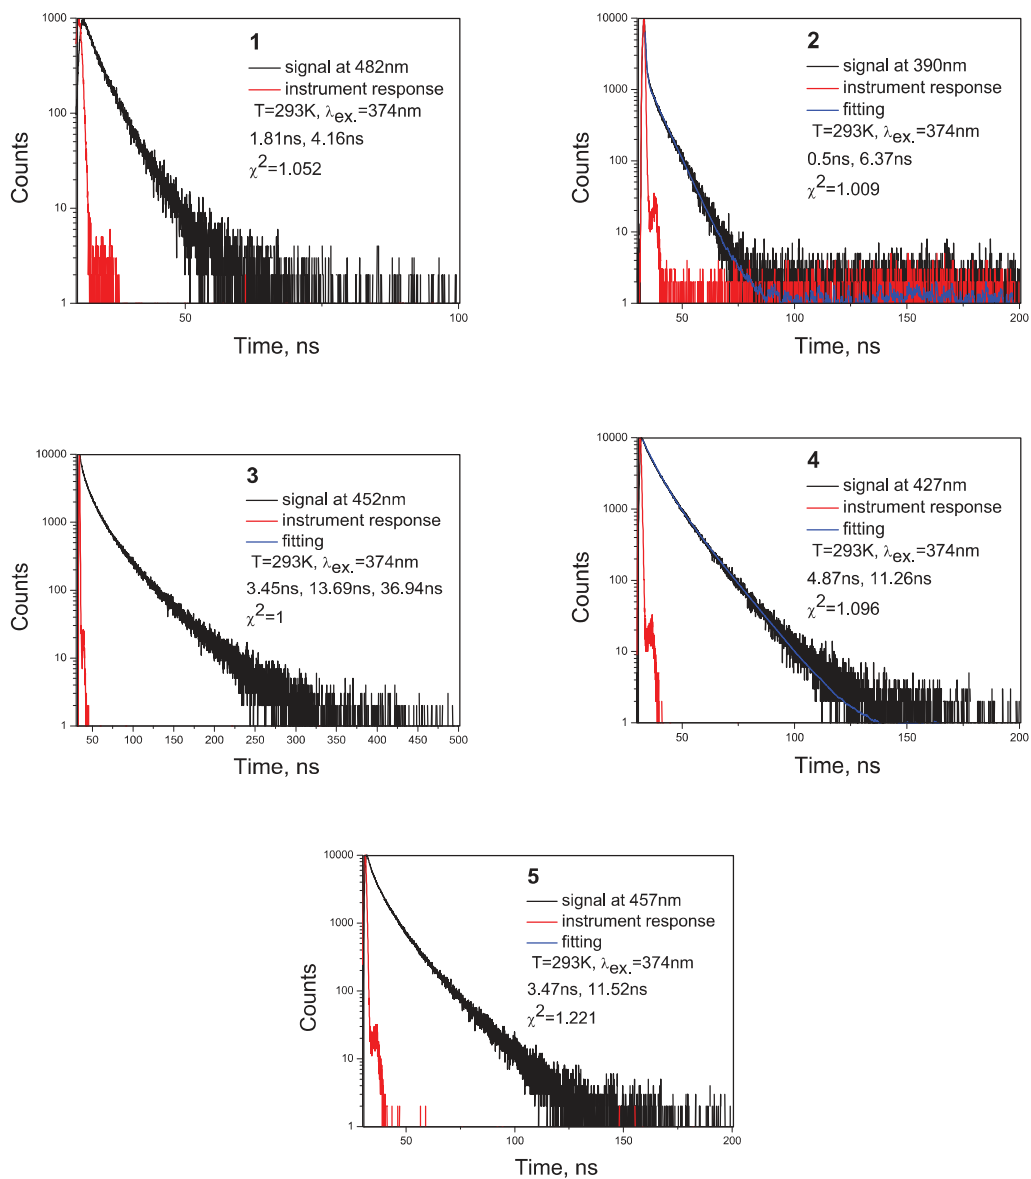 1
signal at 482nm
instrument response
T=293K, λex.=374nm
1.81ns, 4.16ns
χ2=1.052
1000
100
10
1
50
100
Counts
Time, ns
2
signal at 390nm
instrument response
fitting
T=293K, λex.=374nm
0.5ns, 6.37ns
χ2=1.009
10000
1000
100
10
1
50
100
150
200
Counts
Time, ns
3
signal at 452nm
instrument response
fitting
T=293K, λex.=374nm
3.45ns, 13.69ns, 36.94ns
χ2=1
10000
1000
100
10
1
50
100
150
200
250
300
350
400
450
500
Counts
Time, ns
4
signal at 427nm
instrument response
fitting
T=293K, λex.=374nm
4.87ns, 11.26ns
χ2=1.096
10000
1000
100
10
1
50
100
150
200
Counts
Time, ns
5
signal at 457nm
instrument response
fitting
T=293K, λex.=374nm
3.47ns, 11.52ns
χ2=1.221
10000
1000
100
10
1
50
100
150
200
Counts
Time, ns